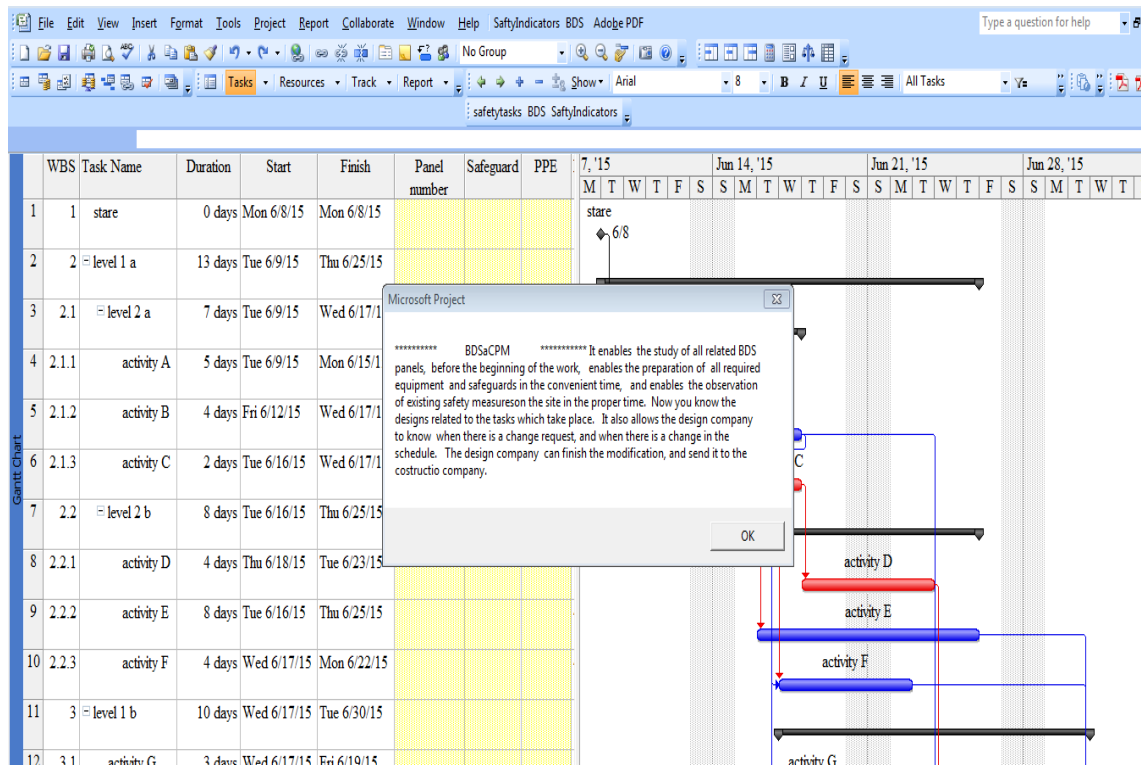 File Edit View Insert Format Tools Project Report Collaborate Window Help SaftyIndicators BDS Adobe PDF Type a question for help
No Group
Tasks Resources Track Report Show Arial 8 B I U All Tasks
safetytasks BDS SaftyIndicators
WBS Task Name Duration Start Finish Panel number Safeguard PPE 7, '15 Jun 14, '15 Jun 21, '15 Jun 28, '15
M T W T F S S M T W T F S S M T W T F S S M T W T
1 1 stare 0 days Mon 6/8/15 Mon 6/8/15 stare
6/8
2 2 level 1 a 13 days Tue 6/9/15 Thu 6/25/15
3 2.1 level 2 a 7 days Tue 6/9/15 Wed 6/17/1
4 2.1.1 activity A 5 days Tue 6/9/15 Mon 6/15/1
5 2.1.2 activity B 4 days Fri 6/12/15 Wed 6/17/1
6 2.1.3 activity C 2 days Tue 6/16/15 Wed 6/17/1 C
7 2.2 level 2 b 8 days Tue 6/16/15 Thu 6/25/15
8 2.2.1 activity D 4 days Thu 6/18/15 Tue 6/23/15 activity D
9 2.2.2 activity E 8 days Tue 6/16/15 Thu 6/25/15 activity E
10 2.2.3 activity F 4 days Wed 6/17/15 Mon 6/22/15 activity F
11 3 level 1 b 10 days Wed 6/17/15 Tue 6/30/15
12 3.1 activity G 3 days Wed 6/17/15 Fri 6/19/15 activity G
Gantt Chart
Microsoft Project
********** BDSaCPM *********** It enables the study of all related BDS
panels, before the beginning of the work, enables the preparation of all required
equipment and safeguards in the convenient time, and enables the observation
of existing safety measureson the site in the proper time. Now you know the
designs related to the tasks which take place. It also allows the design company
to know when there is a change request, and when there is a change in the
schedule. The design company can finish the modification, and send it to the
costructio company.
OK